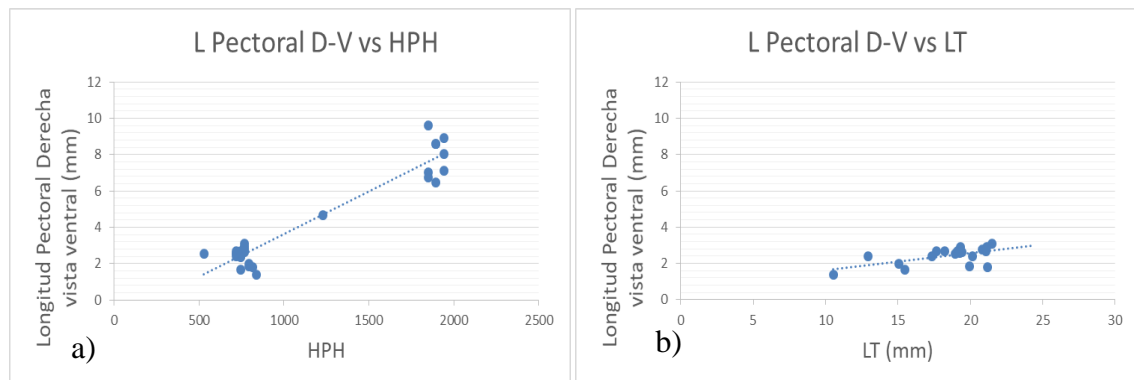 L Pectoral D-V vs HPH
Longitud Pectoral Derecha
vista ventral (mm)
12
10
8
6
4
2
0
0 500 1000 1500 2000 2500
HPH
a)
L Pectoral D-V vs LT
Longitud Pectoral Derecha
vista ventral (mm)
12
10
8
6
4
2
0
0 5 10 15 20 25 30
LT (mm)
b)